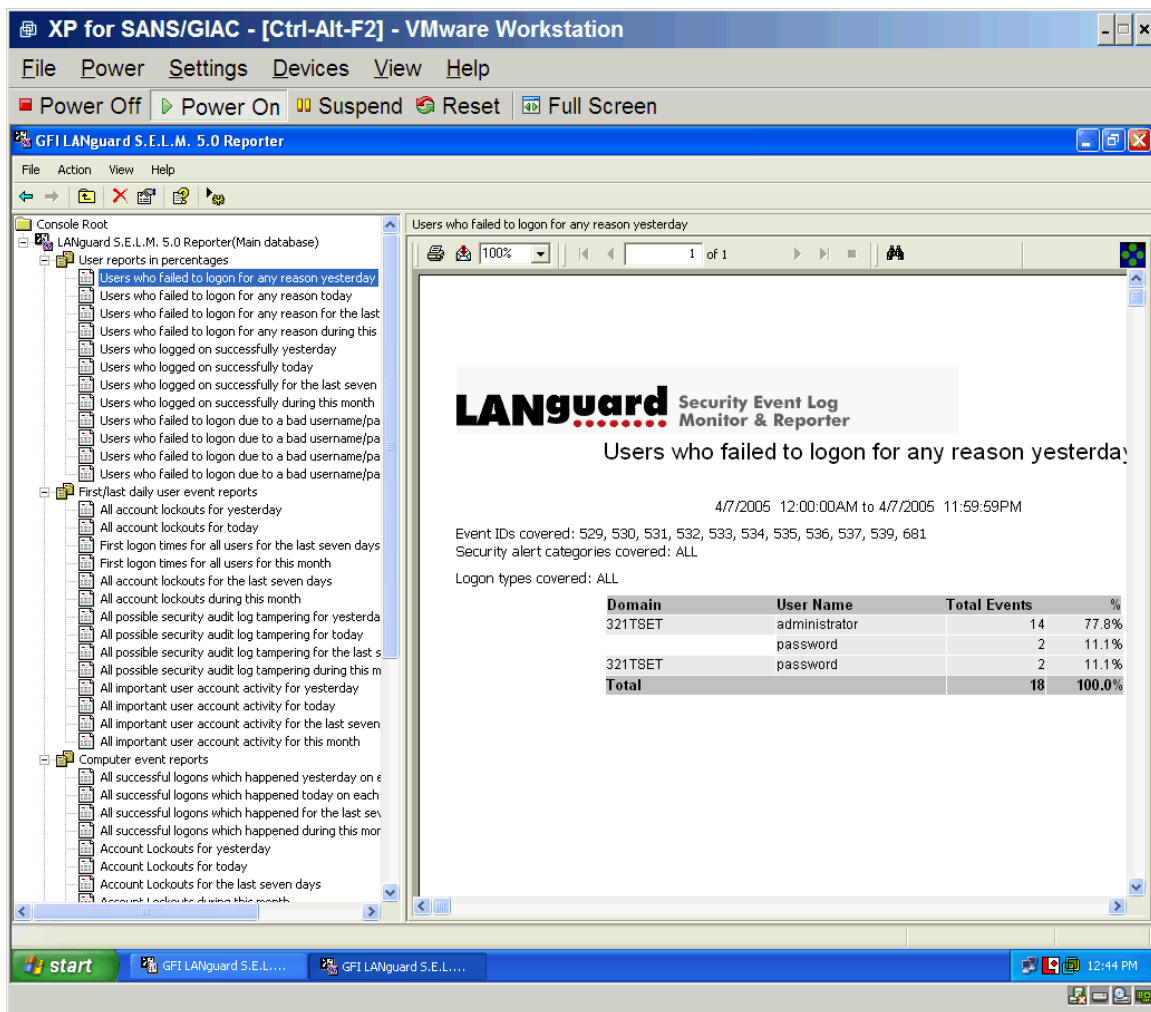 XP for SANS/GIAC - [Ctrl-Alt-F2] - VMware Workstation
File Power Settings Devices View Help
Power Off Power On Suspend Reset Full Screen
GFI LANguard S.E.L.M. 5.0 Reporter
File Action View Help
Console Root
LANguard S.E.L.M. 5.0 Reporter(Main database)
User reports in percentages
Users who failed to logon for any reason yesterday
Users who failed to logon for any reason today
Users who failed to logon for any reason for the last
Users who failed to logon for any reason during this
Users who logged on successfully yesterday
Users who logged on successfully today
Users who logged on successfully for the last seven
Users who logged on successfully during this month
Users who failed to logon due to a bad username/pa
Users who failed to logon due to a bad username/pa
Users who failed to logon due to a bad username/pa
Users who failed to logon due to a bad username/pa
First/last daily user event reports
All account lockouts for yesterday
All account lockouts for today
First logon times for all users for the last seven days
First logon times for all users for this month
All account lockouts for the last seven days
All account lockouts during this month
All possible security audit log tampering for yesterda
All possible security audit log tampering for today
All possible security audit log tampering for the last s
All possible security audit log tampering during this m
All important user account activity for yesterday
All important user account activity for today
All important user account activity for the last seven
All important user account activity for this month
Computer event reports
All successful logons which happened yesterday on e
All successful logons which happened today on each
All successful logons which happened for the last sev
All successful logons which happened during this mor
Account Lockouts for yesterday
Account Lockouts for today
Account Lockouts for the last seven days
Account Lockouts during this month
Users who failed to logon for any reason yesterday
100% 1 of 1
LANguard Security Event Log
Monitor & Reporter
Users who failed to logon for any reason yesterday
4/7/2005 12:00:00AM to 4/7/2005 11:59:59PM
Event IDs covered: 529, 530, 531, 532, 533, 534, 535, 536, 537, 539, 681
Security alert categories covered: ALL
Logon types covered: ALL
Domain User Name Total Events %
321TSET administrator 14 77.8%
password 2 11.1%
321TSET password 2 11.1%
Total 18 100.0%
start GFI LANguard S.E.L.... GFI LANguard S.E.L.... 12:44 PM